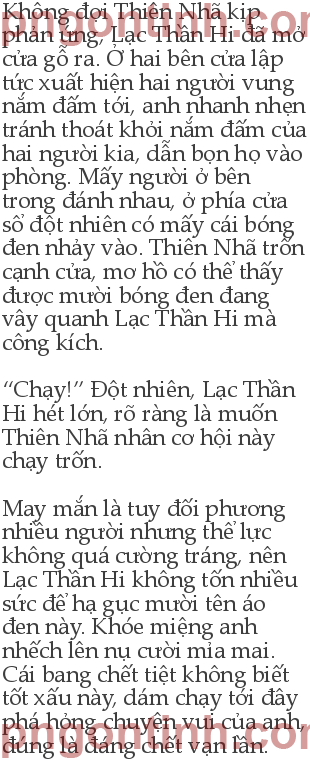 Không đợi Thiên Nhã kịp
phản ứng, Lạc Thần Hi đã mở
cửa gỗ ra. Ở hai bên cửa lập
tức xuất hiện hai người vung
nắm đấm tới, anh nhanh nhẹn
tránh thoát khỏi nắm đấm của
hai người kia, dẫn bọn họ vào
phòng. Mấy người ở bên
trong đánh nhau, ở phía cửa
sổ đột nhiên có mấy cái bóng
đen nhảy vào. Thiên Nhã trốn
cạnh cửa, mơ hồ có thể thấy
được mười bóng đen đang
vây quanh Lạc Thần Hi mà
công kích.

“Chạy!” Đột nhiên, Lạc Thần
Hi hét lớn, rõ ràng là muốn
Thiên Nhã nhân cơ hội này
chạy trốn.

May mắn là tuy đối phương
nhiều người nhưng thể lực
không quá cường tráng, nên
Lạc Thần Hi không tốn nhiều
sức để hạ gục mười tên áo
đen này. Khóe miệng anh
nhếch lên nụ cười mỉa mai.
Cái bang chết tiệt không biết
tốt xấu này, dám chạy tới đây
phá hỏng chuyện vui của anh,
đúng là đáng chết vạn lần.
pngontinh.com
pngontinh.com